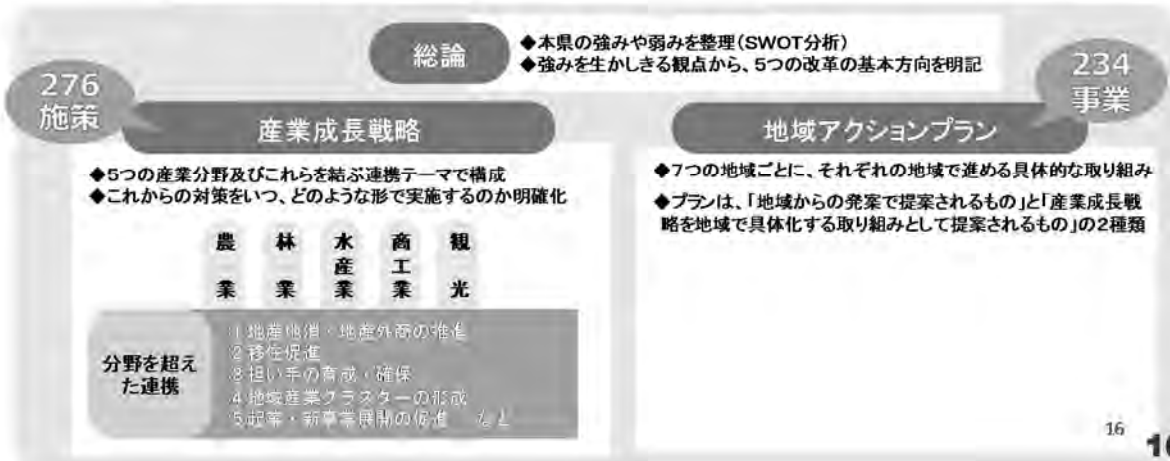 総論
◆本県の強みや弱みを整理(SWOT分析)
◆強みを生かしきる観点から、5つの改革の基本方向を明記
276
施策
産業成長戦略
◆5つの産業分野及びこれらを結ぶ連携テーマで構成
◆これからの対策をいつ、どのような形で実施するのか明確化
農業
林業
水産業
商工業
観光
分野を超え
た連携
1 地産地消・地産外商の推進
2 移住促進
3 担い手の育成・確保
4 地域産業クラスターの形成
5 起業・新事業展開の促進 など
234
事業
地域アクションプラン
◆7つの地域ごとに、それぞれの地域で進める具体的な取り組み
◆プランは、「地域からの発案で提案されるもの」と「産業成長戦
略を地域で具体化する取り組みとして提案されるもの」の2種類
16